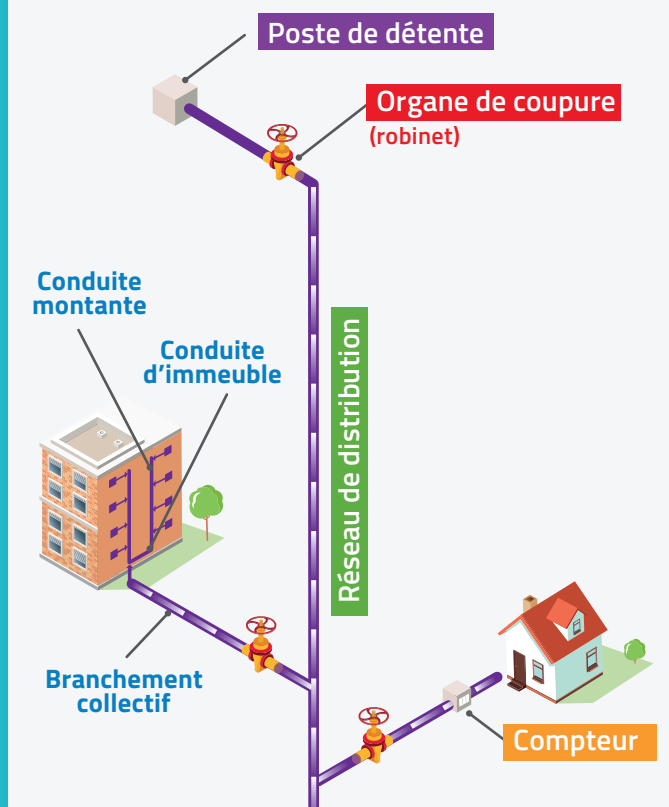 Poste de détente
Organe de coupure
(robinet)
Conduite
montante
Conduite
d’immeuble
Réseau de distribution
Branchement
collectif
Compteur